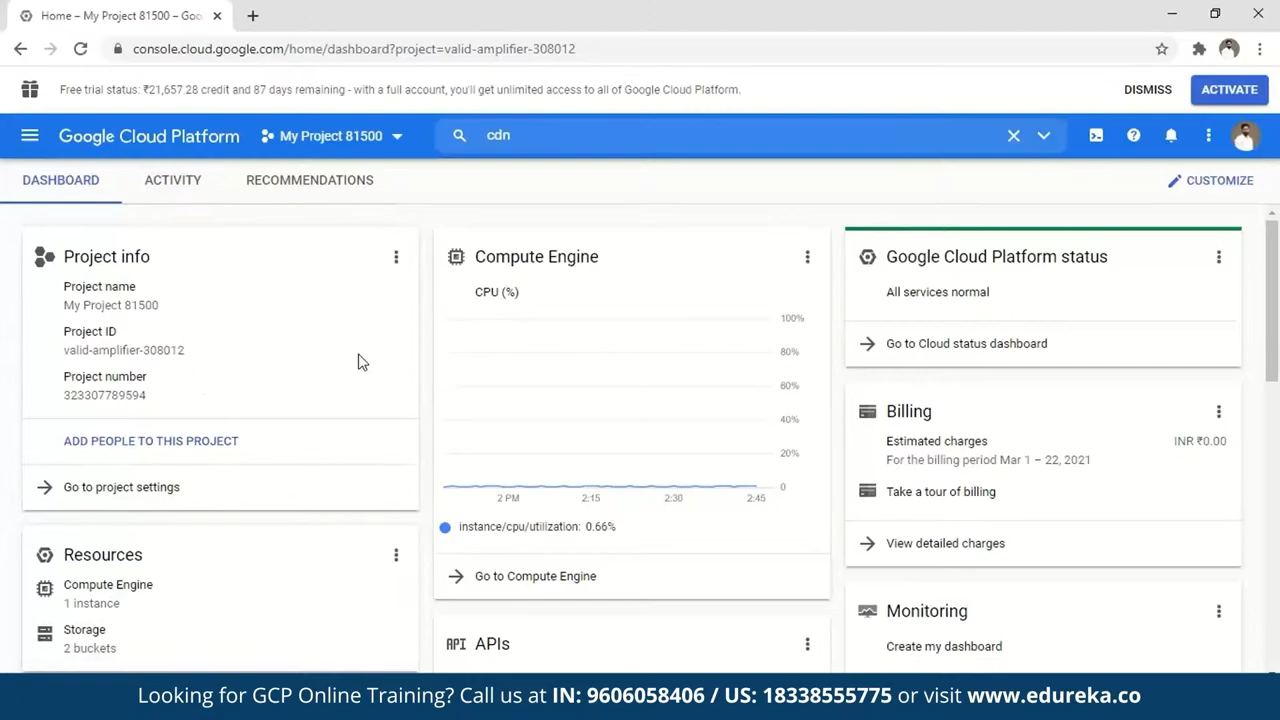 Home – My Project 81500 – Goo
console.cloud.google.com/home/dashboard?project=valid-amplifier-308012
Free trial status: ₹21,657.28 credit and 87 days remaining - with a full account, you'll get unlimited access to all of Google Cloud Platform.
DISMISS
ACTIVATE
Google Cloud Platform
My Project 81500
cdn
DASHBOARD
ACTIVITY
RECOMMENDATIONS
CUSTOMIZE
Project info
Project name
My Project 81500
Project ID
valid-amplifier-308012
Project number
323307789594
ADD PEOPLE TO THIS PROJECT
Go to project settings
Resources
Compute Engine
1 instance
Storage
2 buckets
Compute Engine
CPU (%)
100%
80%
60%
40%
20%
0
2 PM
2:15
2:30
2:45
instance/cpu/utilization: 0.66%
Go to Compute Engine
API APIs
Google Cloud Platform status
All services normal
Go to Cloud status dashboard
Billing
Estimated charges
INR ₹0.00
For the billing period Mar 1 – 22, 2021
Take a tour of billing
View detailed charges
Monitoring
Create my dashboard
Looking for GCP Online Training? Call us at IN: 9606058406 / US: 18338555775 or visit www.edureka.co